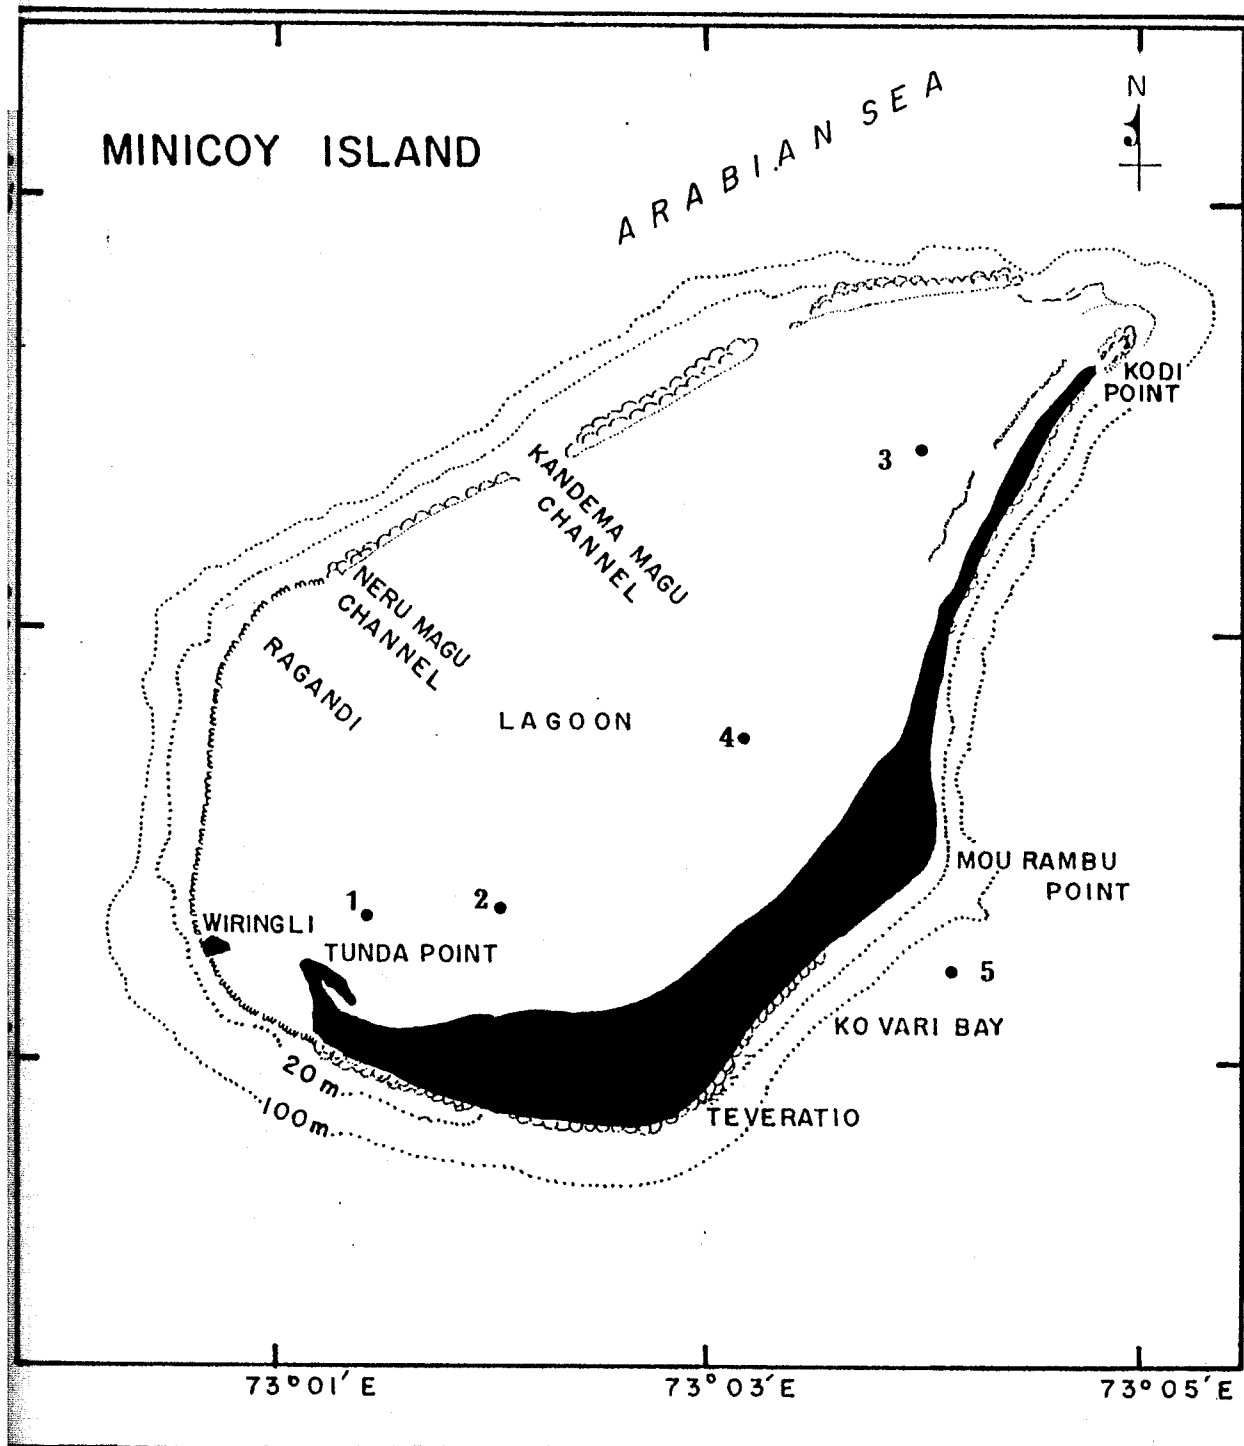 N
ARABIAN SEA
MINICOY ISLAND
KODI
POINT
3
KANDEMA MAGU
CHANNEL
NERU MAGU
CHANNEL
RAGANDI
LAGOON
4
MOU RAMBU
POINT
1
2
WIRINGLI
TUNDA POINT
5
KO VARI BAY
20m
100m
TEVERATIO
73°01′E
73°03′E
73°05′E